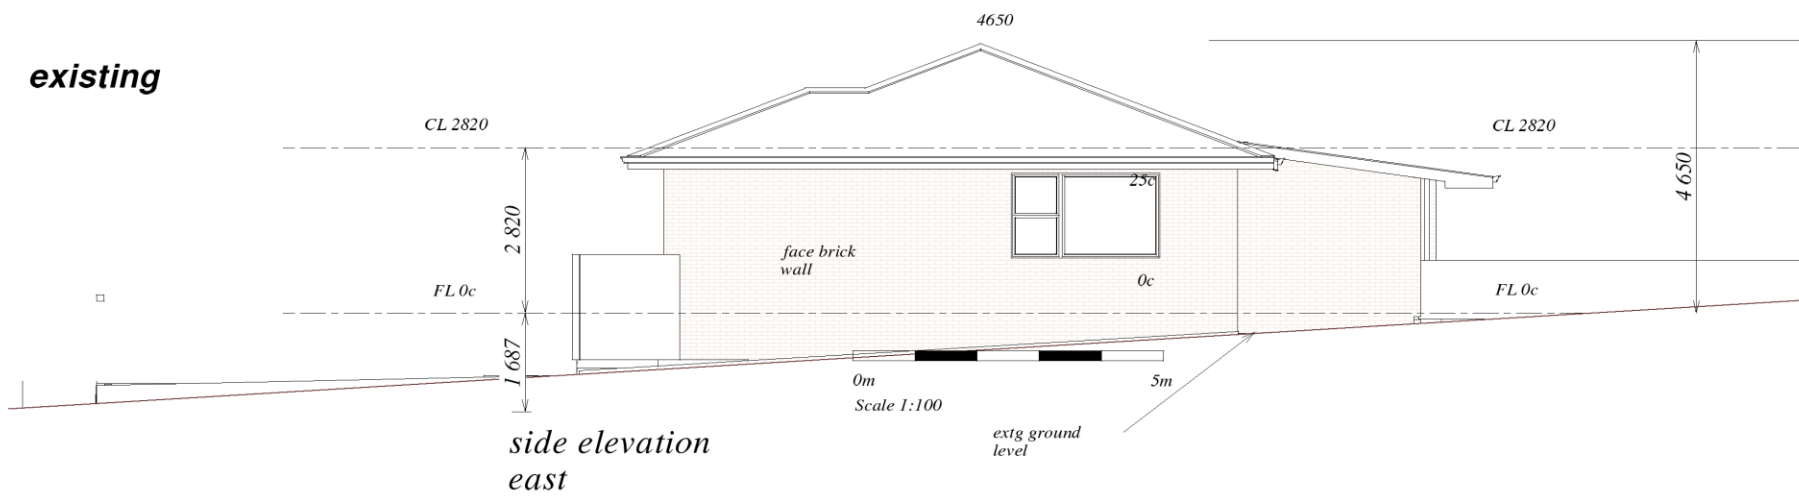 4650
existing
CL 2820
CL 2820
4 650
25c
2 820
face brick
wall
0c
FL 0c
FL 0c
1 687
0m
5m
Scale 1:100
extg ground
level
side elevation
east